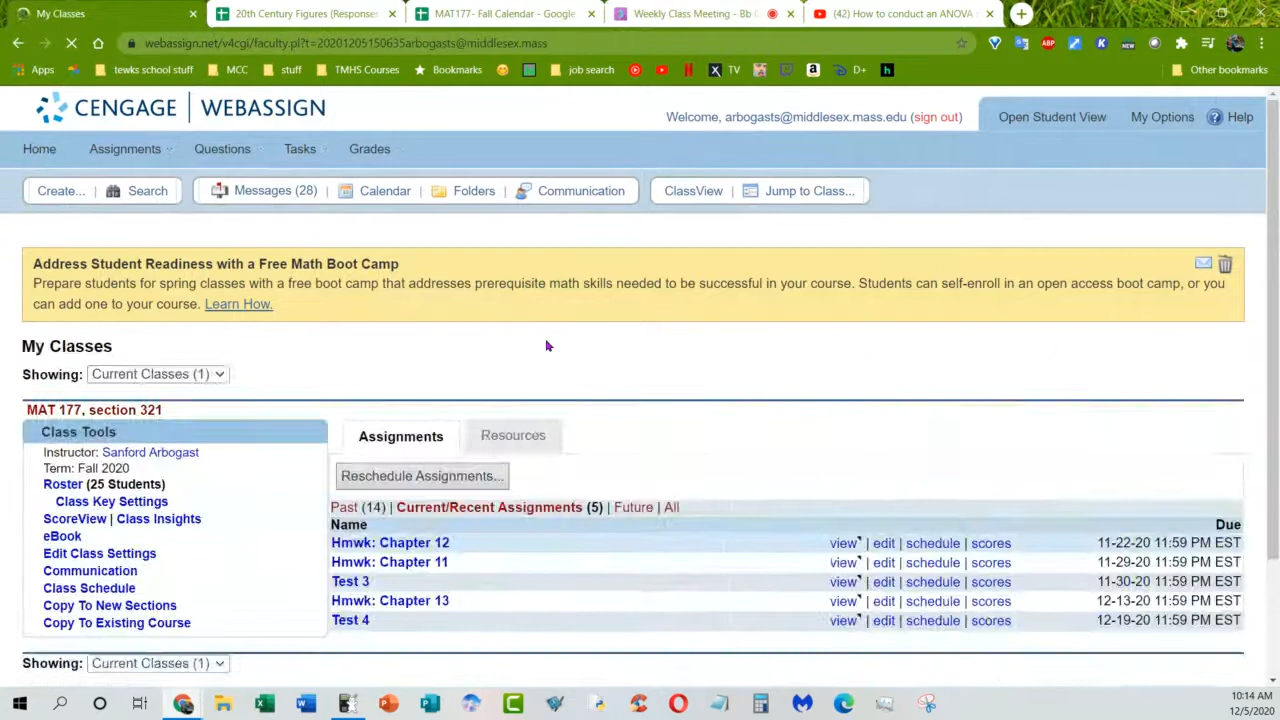 My Classes
20th Century Figures (Responses
MAT177- Fall Calendar - Google
Weekly Class Meeting - Bb C
(42) How to conduct an ANOVA
webassign.net/v4cgi/faculty.pl?t=20201205150635arbogasts@middlesex.mass
Apps
tewks school stuff
MCC
stuff
TMHS Courses
Bookmarks
job search
TV
D+
Other bookmarks
CENGAGE | WEBASSIGN
Welcome, arbogasts@middlesex.mass.edu (sign out)
Open Student View
My Options
Help
Home
Assignments
Questions
Tasks
Grades
Create... | Search
Messages (28) | Calendar | Folders | Communication
ClassView | Jump to Class...
Address Student Readiness with a Free Math Boot Camp
Prepare students for spring classes with a free boot camp that addresses prerequisite math skills needed to be successful in your course. Students can self-enroll in an open access boot camp, or you
can add one to your course. Learn How.
My Classes
Showing: Current Classes (1)
MAT 177, section 321
Class Tools
Instructor: Sanford Arbogast
Term: Fall 2020
Roster (25 Students)
Class Key Settings
ScoreView | Class Insights
eBook
Edit Class Settings
Communication
Class Schedule
Copy To New Sections
Copy To Existing Course
Assignments
Resources
Reschedule Assignments...
Past (14) | Current/Recent Assignments (5) | Future | All
Name Due
Hmwk: Chapter 12 view | edit | schedule | scores 11-22-20 11:59 PM EST
Hmwk: Chapter 11 view | edit | schedule | scores 11-29-20 11:59 PM EST
Test 3 view | edit | schedule | scores 11-30-20 11:59 PM EST
Hmwk: Chapter 13 view | edit | schedule | scores 12-13-20 11:59 PM EST
Test 4 view | edit | schedule | scores 12-19-20 11:59 PM EST
Showing: Current Classes (1)
10:14 AM
12/5/2020